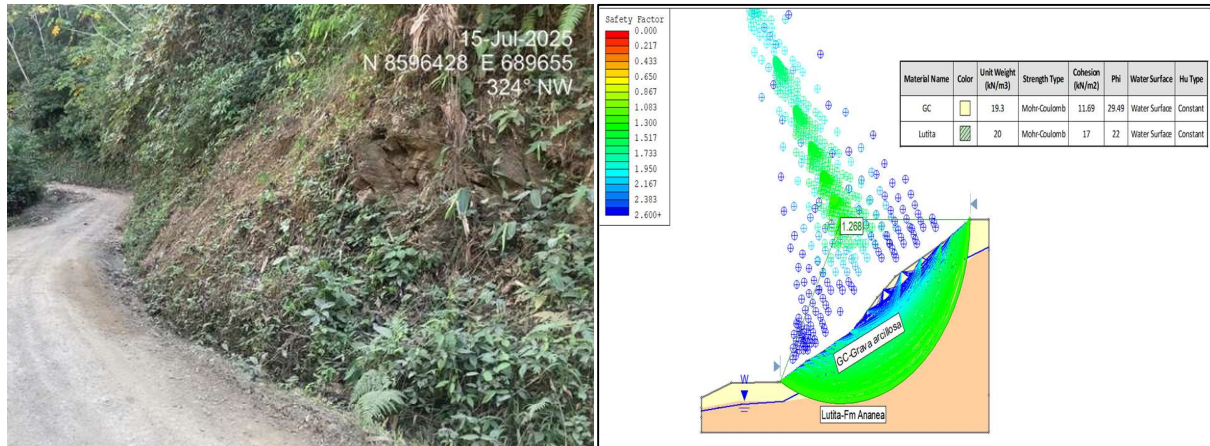 15-Jul-2025
N 8596428 E 689655
324° NW
Safety Factor
0.000
0.217
0.433
0.650
0.867
1.083
1.300
1.517
1.733
1.950
2.167
2.383
2.600+
Material Name Color Unit Weight (kN/m3) Strength Type Cohesion (kN/m2) Phi Water Surface Hu Type
GC 19.3 Mohr-Coulomb 11.69 29.49 Water Surface Constant
Lutita 20 Mohr-Coulomb 17 22 Water Surface Constant
1.268
GC-Grava arcillosa
W
Lutita-Fm Ananea